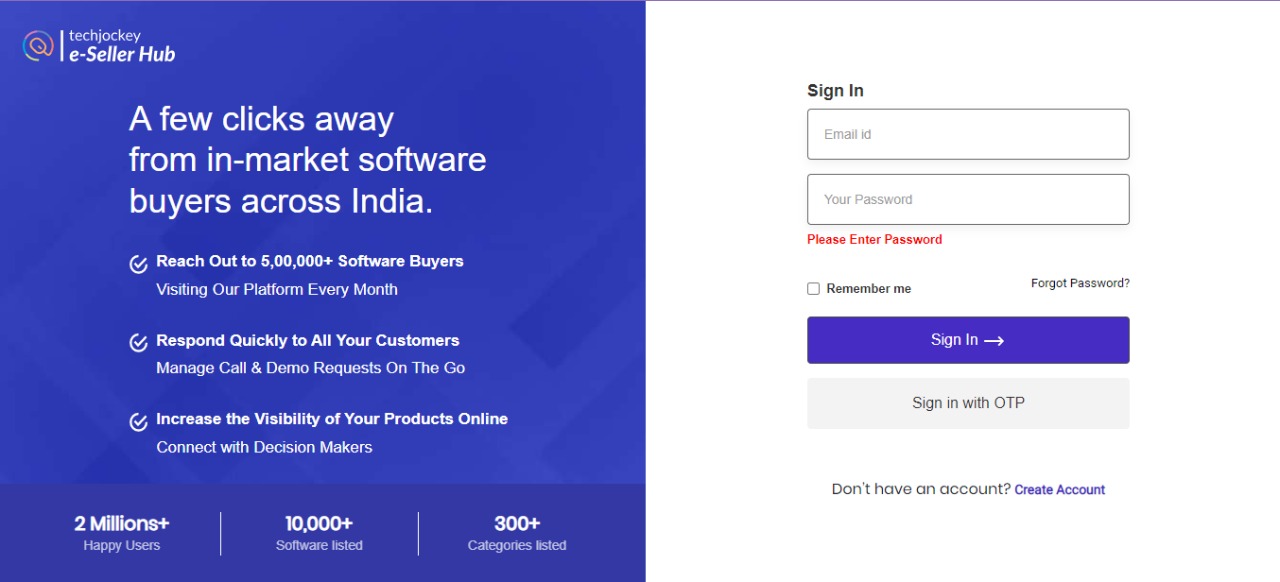 techjockey
e-Seller Hub
A few clicks away
from in-market software
buyers across India.
Reach Out to 5,00,000+ Software Buyers
Visiting Our Platform Every Month
Respond Quickly to All Your Customers
Manage Call & Demo Requests On The Go
Increase the Visibility of Your Products Online
Connect with Decision Makers
2 Millions+
Happy Users
10,000+
Software listed
300+
Categories listed
Sign In
Email id
Your Password
Please Enter Password
Remember me
Forgot Password?
Sign In
Sign in with OTP
Don't have an account? Create Account